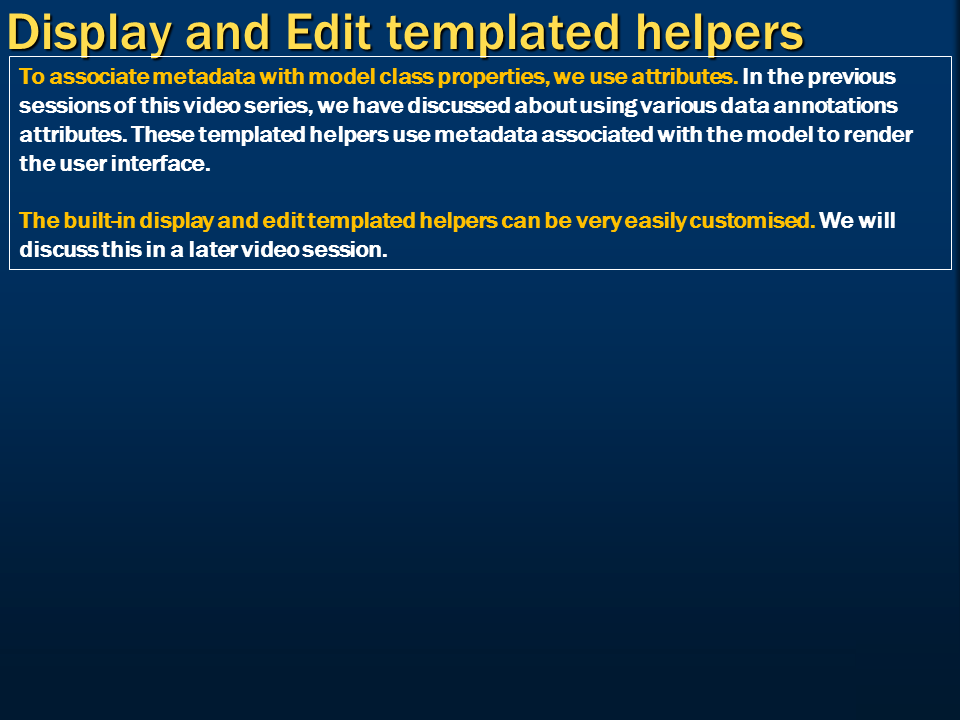 Display and Edit templated helpers
To associate metadata with model class properties, we use attributes. In the previous
sessions of this video series, we have discussed about using various data annotations
attributes. These templated helpers use metadata associated with the model to render
the user interface.
The built-in display and edit templated helpers can be very easily customised. We will
discuss this in a later video session.